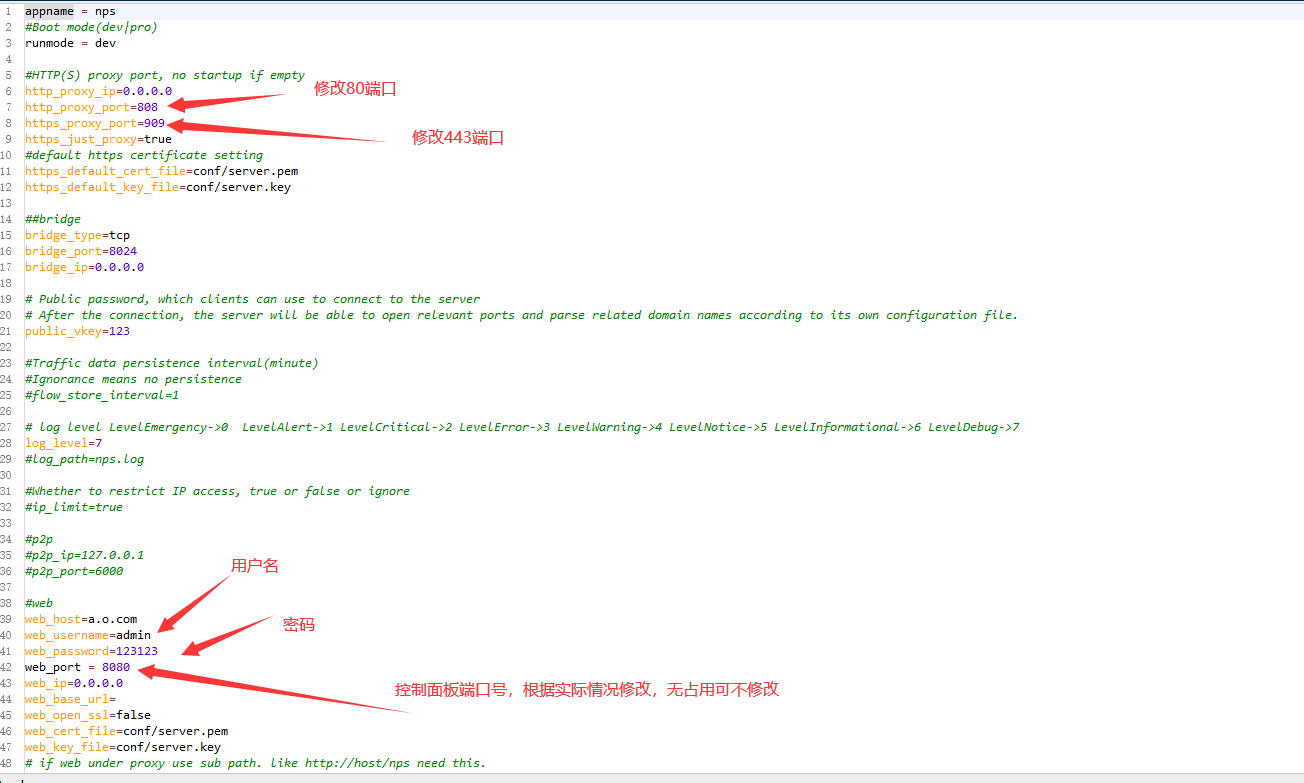 1 appname = nps
2 #Boot mode(dev|pro)
3 runmode = dev
4
5 #HTTP(S) proxy port, no startup if empty
6 http_proxy_ip=0.0.0.0
修改80端口
7 http_proxy_port=808
8 https_proxy_port=909
修改443端口
9 https_just_proxy=true
10 #default https certificate setting
11 https_default_cert_file=conf/server.pem
12 https_default_key_file=conf/server.key
13
14 ##bridge
15 bridge_type=tcp
16 bridge_port=8024
17 bridge_ip=0.0.0.0
18
19 # Public password, which clients can use to connect to the server
20 # After the connection, the server will be able to open relevant ports and parse related domain names according to its own configuration file.
21 public_vkey=123
22
23 #Traffic data persistence interval(minute)
24 #Ignorance means no persistence
25 #flow_store_interval=1
26
27 # log level LevelEmergency->0  LevelAlert->1 LevelCritical->2 LevelError->3 LevelWarning->4 LevelNotice->5 LevelInformational->6 LevelDebug->7
28 log_level=7
29 #log_path=nps.log
30
31 #Whether to restrict IP access, true or false or ignore
32 #ip_limit=true
33
34 #p2p
35 #p2p_ip=127.0.0.1
36 #p2p_port=6000
用户名
37
38 #web
39 web_host=a.o.com
密码
40 web_username=admin
41 web_password=123123
42 web_port = 8080
43 web_ip=0.0.0.0
控制面板端口号，根据实际情况修改，无占用可不修改
44 web_base_url=
45 web_open_ssl=false
46 web_cert_file=conf/server.pem
47 web_key_file=conf/server.key
48 # if web under proxy use sub path. like http://host/nps need this.